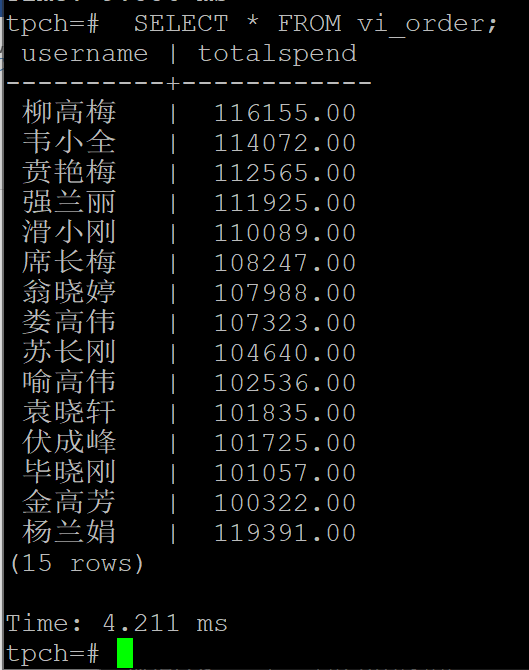 tpch=#  SELECT * FROM vi_order;
 username | totalspend
----------+------------
 柳高梅   |  116155.00
 韦小全   |  114072.00
 贲艳梅   |  112565.00
 强兰丽   |  111925.00
 滑小刚   |  110089.00
 席长梅   |  108247.00
 翁晓婷   |  107988.00
 娄高伟   |  107323.00
 苏长刚   |  104640.00
 喻高伟   |  102536.00
 袁晓轩   |  101835.00
 伏成峰   |  101725.00
 毕晓刚   |  101057.00
 金高芳   |  100322.00
 杨兰娟   |  119391.00
(15 rows)
Time: 4.211 ms
tpch=#